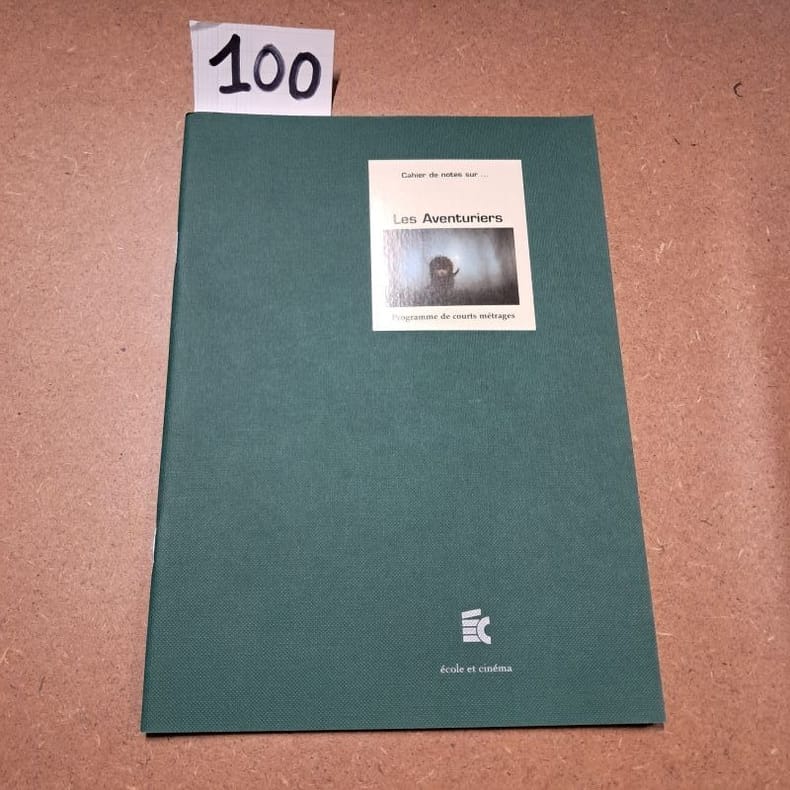 100
Cahier de notes sur ...
Les Aventuriers
Programme de courts métrages
école et cinéma